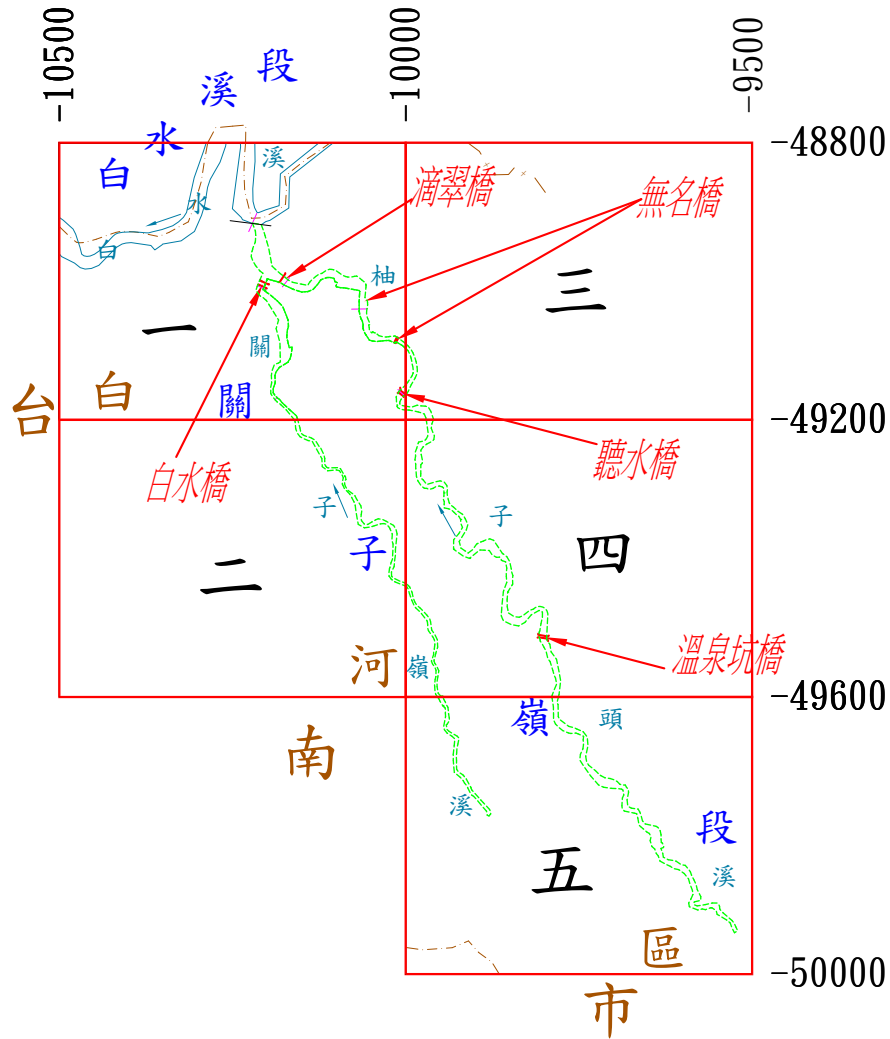 -10500
-10000
-9500
白水溪段
-48800
溪
水
白
滴翠橋
無名橋
柚
三
一
關
台
白
關
-49200
白水橋
聽水橋
子
子
子
四
二
河
嶺
溫泉坑橋
-49600
嶺
頭
南
溪
段
五
溪
區
-50000
市